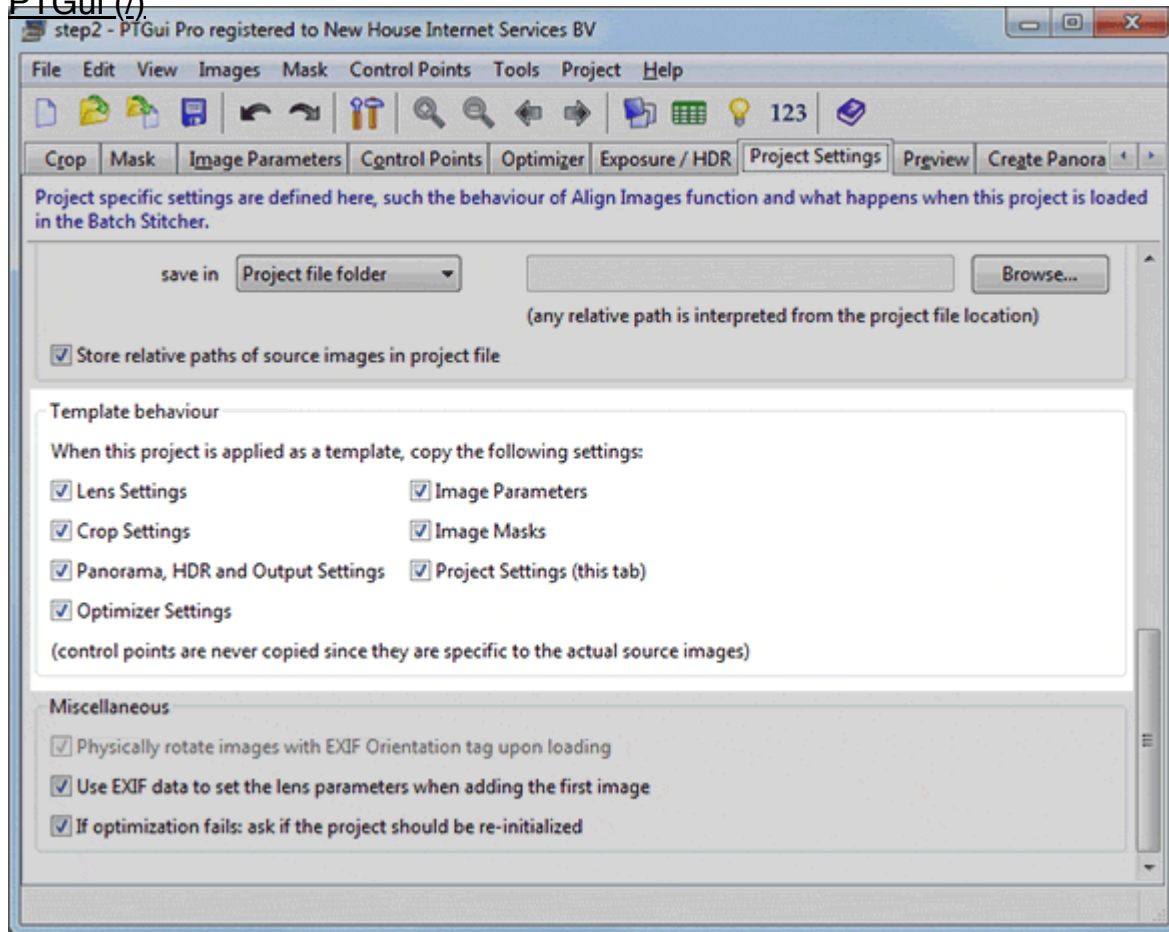 PTGui (/)
step2 - PTGui Pro registered to New House Internet Services BV
File Edit View Images Mask Control Points Tools Project Help
123
Crop Mask Image Parameters Control Points Optimizer Exposure / HDR Project Settings Preview Create Panora
Project specific settings are defined here, such the behaviour of Align Images function and what happens when this project is loaded
in the Batch Stitcher.
save in Project file folder Browse...
(any relative path is interpreted from the project file location)
Store relative paths of source images in project file
Template behaviour
When this project is applied as a template, copy the following settings:
Lens Settings Image Parameters
Crop Settings Image Masks
Panorama, HDR and Output Settings Project Settings (this tab)
Optimizer Settings
(control points are never copied since they are specific to the actual source images)
Miscellaneous
Physically rotate images with EXIF Orientation tag upon loading
Use EXIF data to set the lens parameters when adding the first image
If optimization fails: ask if the project should be re-initialized